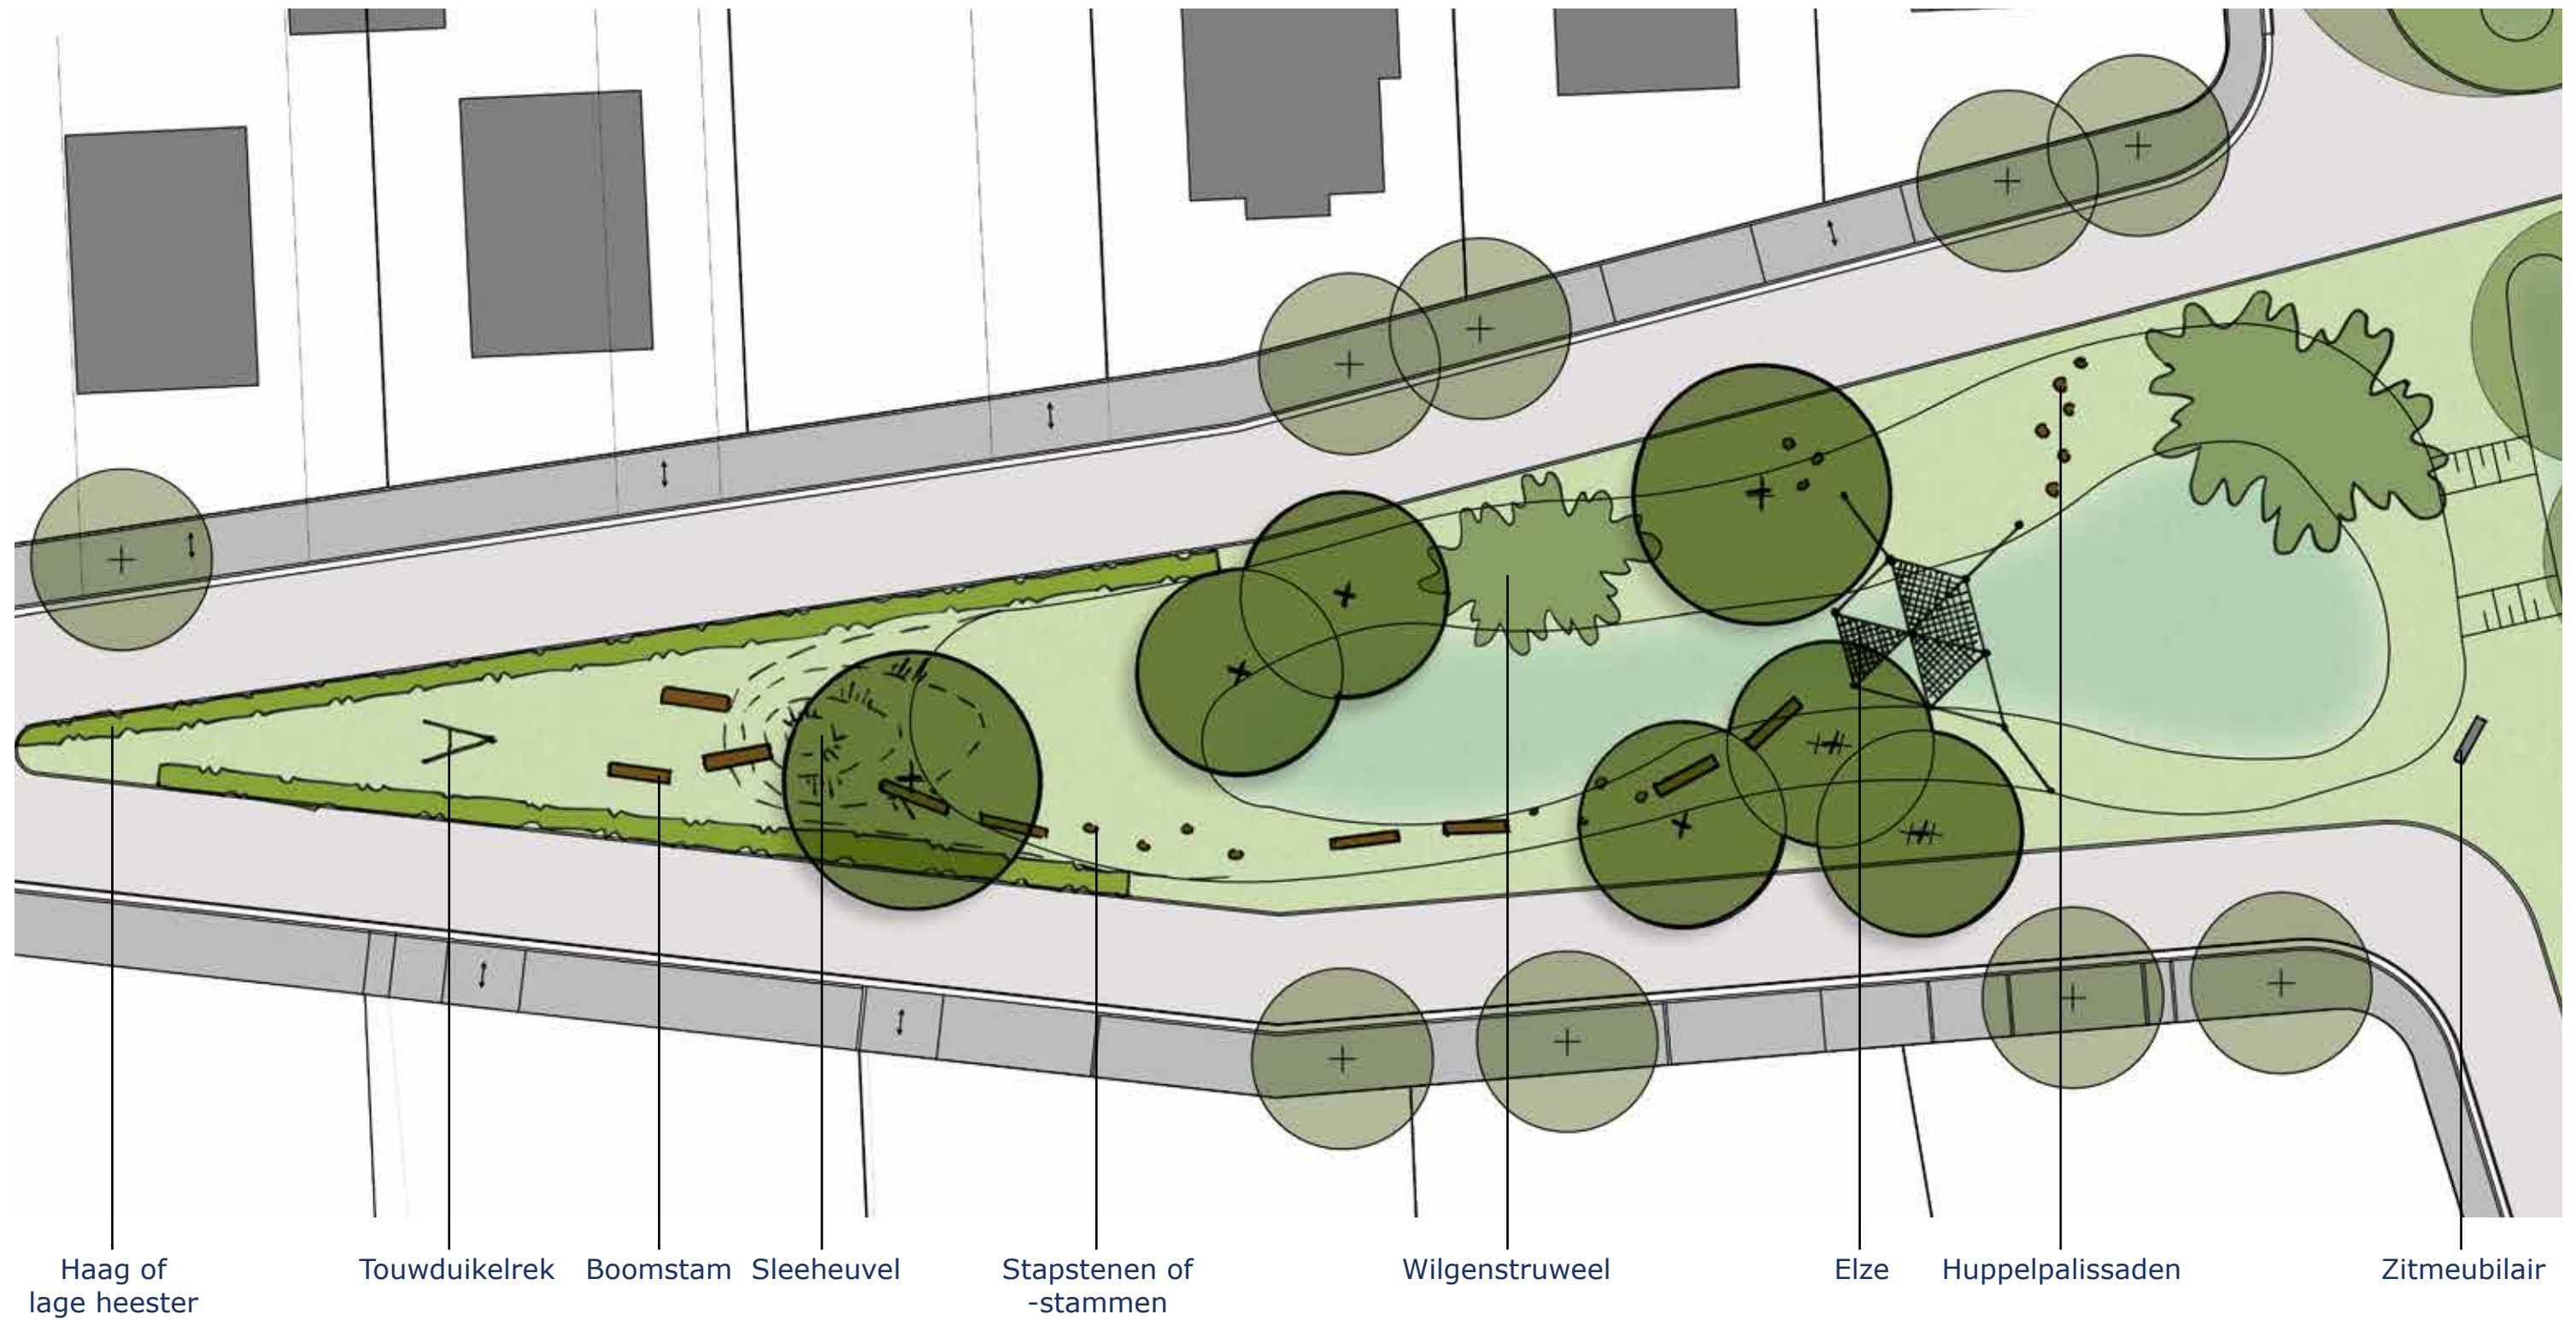 Haag of
lage heester
Touwduikelrek
Boomstam
Sleeheuvel
Stapstenen of
-stammen
Wilgenstruweel
Elze
Huppelpalissaden
Zitmeubilair